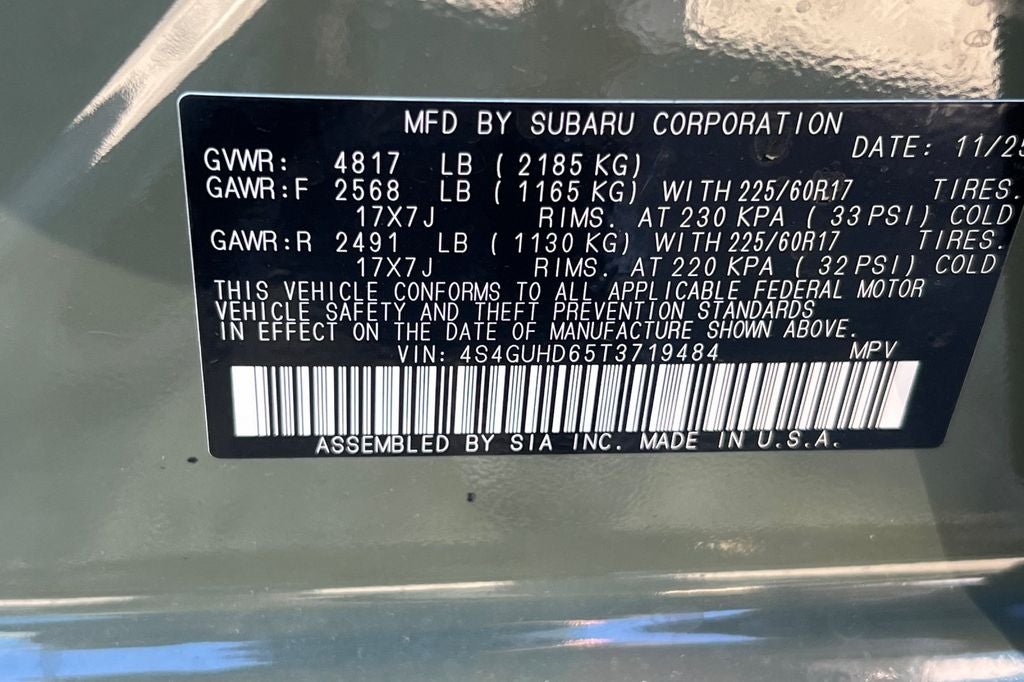 MFD BY SUBARU CORPORATION
DATE: 11/25
GVWR: 4817 LB ( 2185 KG)
GAWR:F 2568 LB ( 1165 KG) WITH 225/60R17 TIRES.
17X7J RIMS. AT 230 KPA ( 33 PSI) COLD
GAWR:R 2491 LB ( 1130 KG) WITH 225/60R17 TIRES.
17X7J RIMS. AT 220 KPA ( 32 PSI) COLD
THIS VEHICLE CONFORMS TO ALL APPLICABLE FEDERAL MOTOR
VEHICLE SAFETY AND THEFT PREVENTION STANDARDS
IN EFFECT ON THE DATE OF MANUFACTURE SHOWN ABOVE.
VIN: 4S4GUHD65T3719484 MPV
ASSEMBLED BY SIA INC. MADE IN U.S.A.